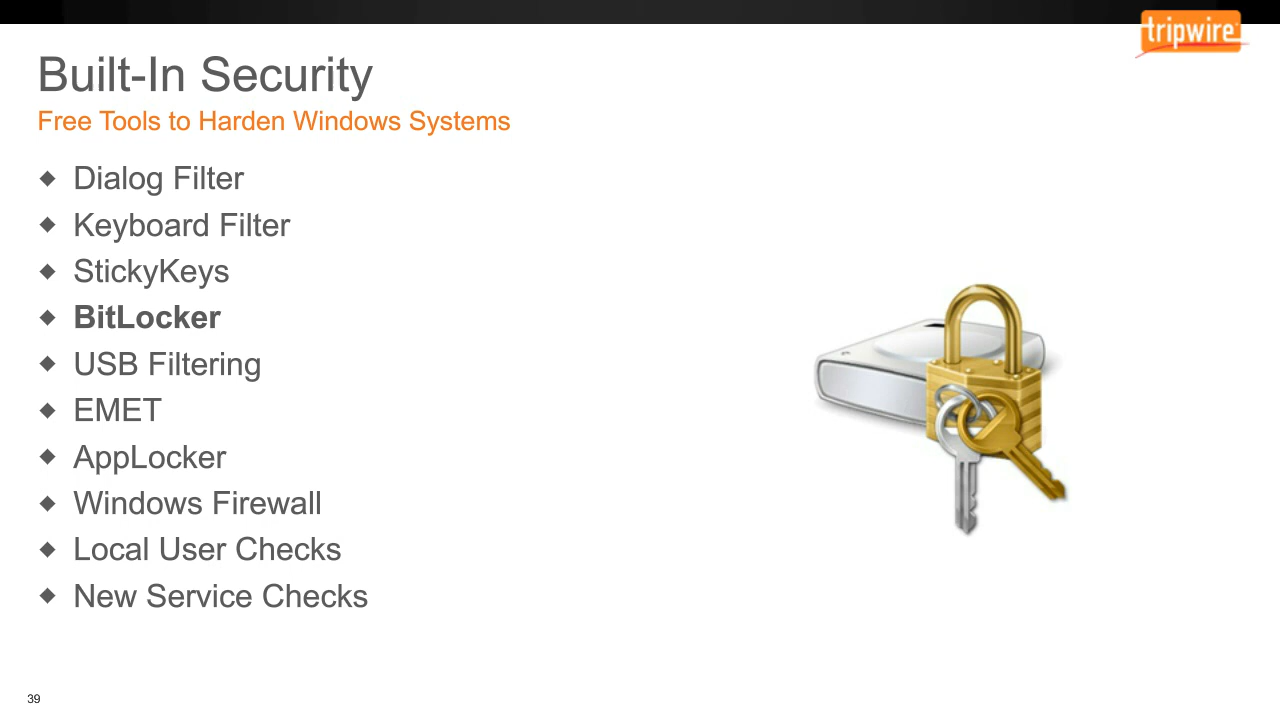 tripwire
Built-In Security
Free Tools to Harden Windows Systems
Dialog Filter
Keyboard Filter
StickyKeys
BitLocker
USB Filtering
EMET
AppLocker
Windows Firewall
Local User Checks
New Service Checks
39